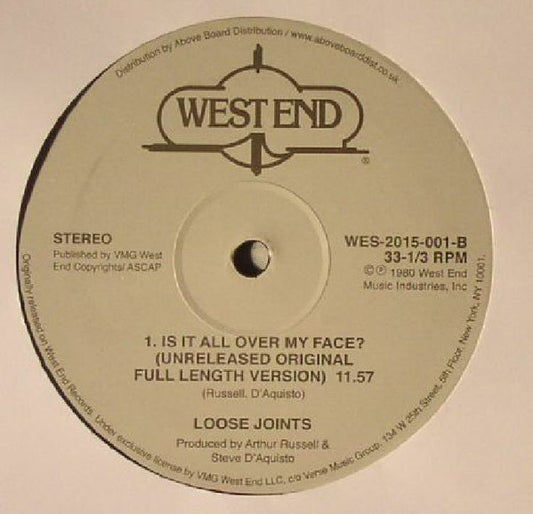 Distribution by Above Board Distribution / www.aboveboarddist.co.uk
WEST END
®
STEREO
Published by VMG West
End Copyrights/ ASCAP
WES-2015-001-B
33-1/3 RPM
©℗ 1980 West End
Music Industries, Inc
1. IS IT ALL OVER MY FACE?
(UNRELEASED ORIGINAL
FULL LENGTH VERSION) 11.57
(Russell, D'Aquisto)
LOOSE JOINTS
Produced by Arthur Russell &
Steve D'Aquisto
Originally released on West End Records. Under exclusive license by VMG West End LLC, c/o Verse Music Group, 134 W 25th Street, 5th Floor, New York, NY 10001.